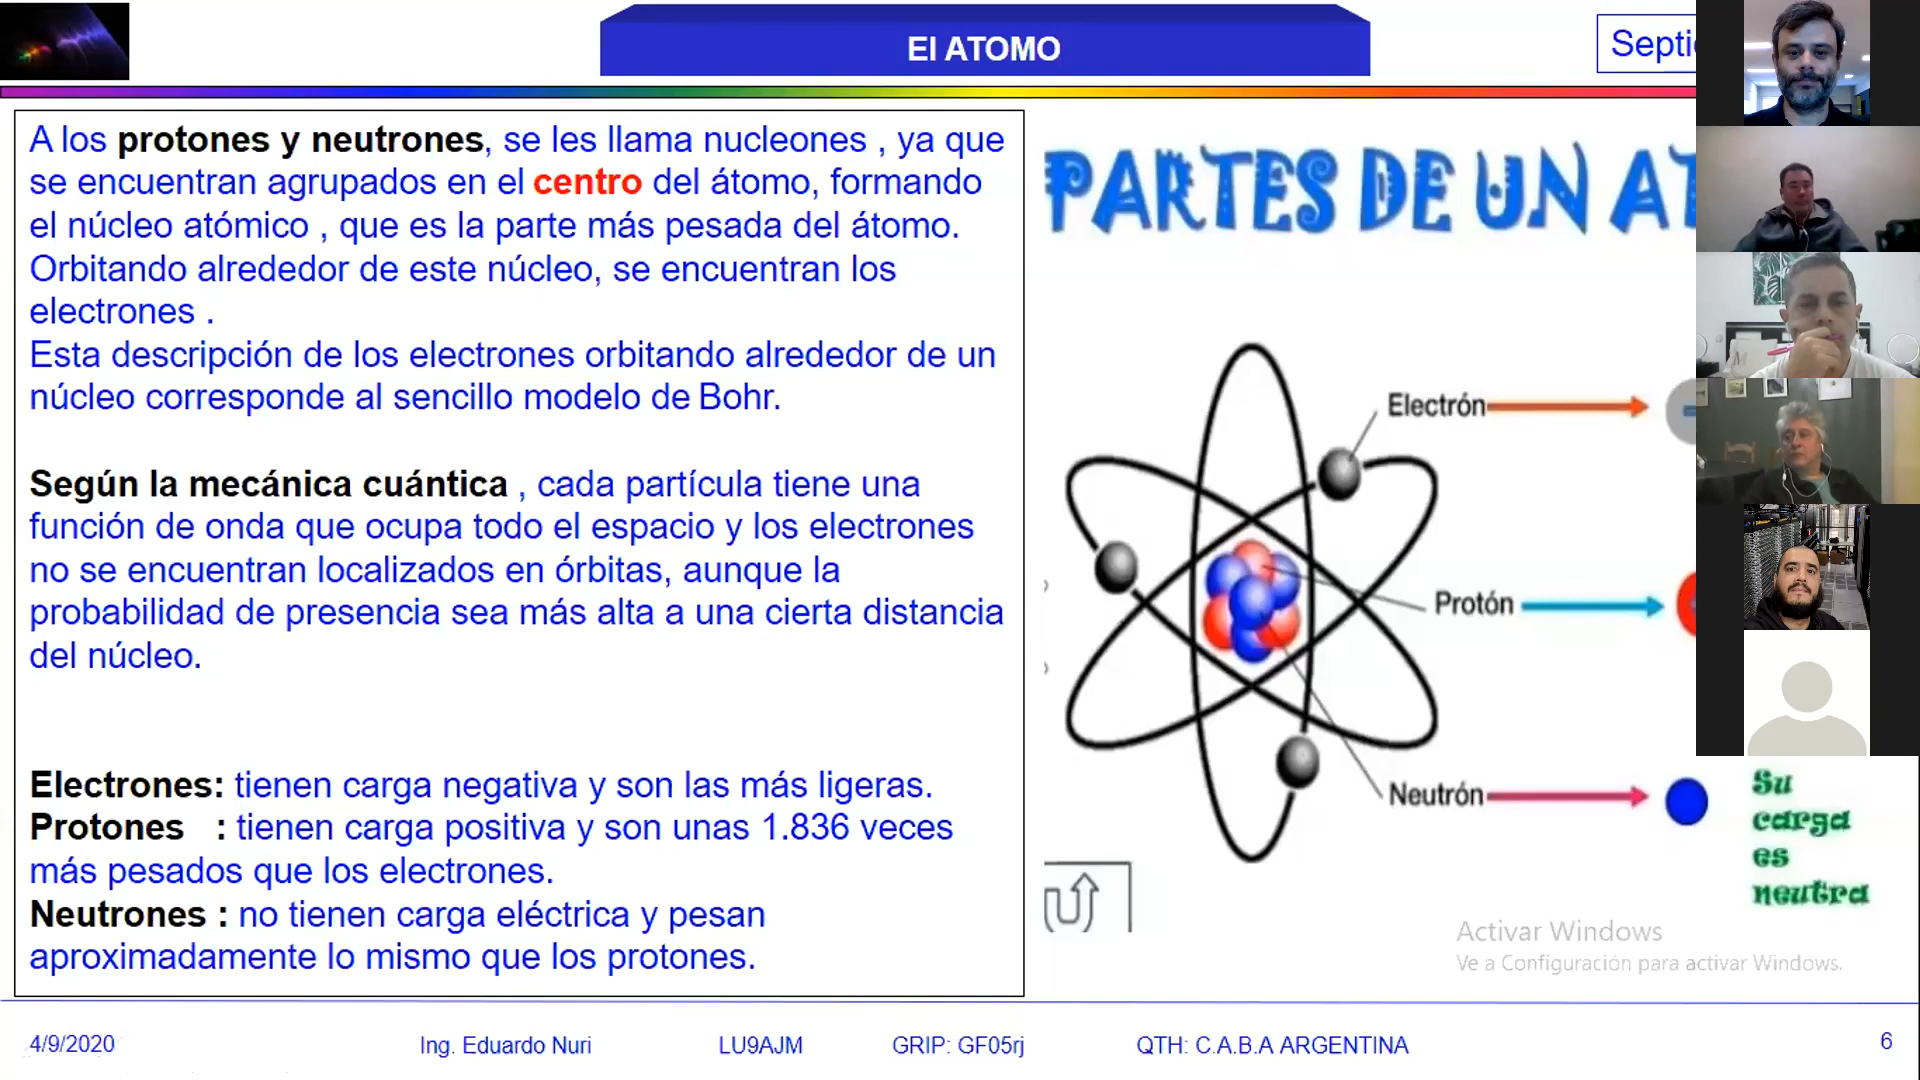 El ATOMO
Septi
A los protones y neutrones, se les llama nucleones , ya que
se encuentran agrupados en el centro del átomo, formando
el núcleo atómico , que es la parte más pesada del átomo.
Orbitando alrededor de este núcleo, se encuentran los
electrones .
Esta descripción de los electrones orbitando alrededor de un
núcleo corresponde al sencillo modelo de Bohr.
Según la mecánica cuántica , cada partícula tiene una
función de onda que ocupa todo el espacio y los electrones
no se encuentran localizados en órbitas, aunque la
probabilidad de presencia sea más alta a una cierta distancia
del núcleo.
Electrones: tienen carga negativa y son las más ligeras.
Protones : tienen carga positiva y son unas 1.836 veces
más pesados que los electrones.
Neutrones : no tienen carga eléctrica y pesan
aproximadamente lo mismo que los protones.
PARTES DE UN AT
Electrón
Protón
Neutrón
Su
carga
es
neutra
Activar Windows
Ve a Configuración para activar Windows.
4/9/2020
Ing. Eduardo Nuri
LU9AJM
GRIP: GF05rj
QTH: C.A.B.A ARGENTINA
6